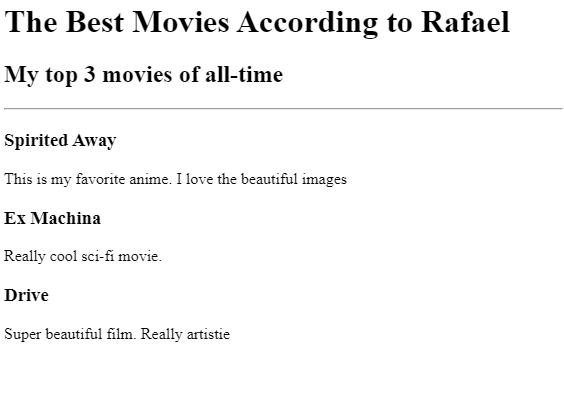 The Best Movies According to Rafael
My top 3 movies of all-time
Spirited Away
This is my favorite anime. I love the beautiful images
Ex Machina
Really cool sci-fi movie.
Drive
Super beautiful film. Really artistie